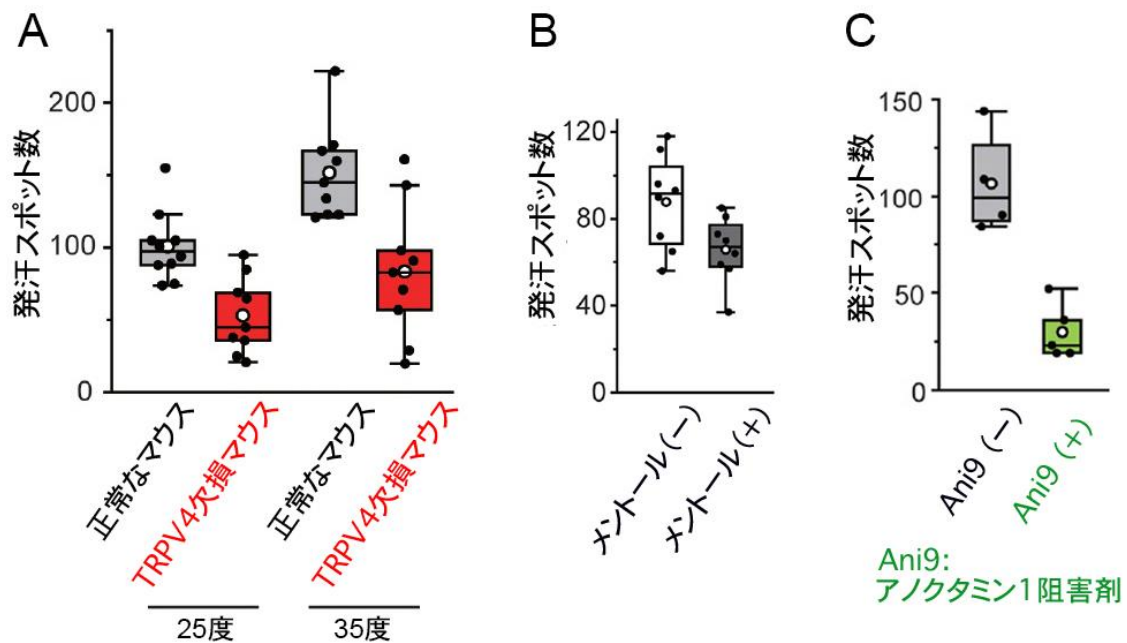 A
発汗スポット数
200
100
0
正常なマウス
TRPV4欠損マウス
正常なマウス
TRPV4欠損マウス
25度
35度
B
発汗スポット数
120
80
40
0
メントール(ー)
メントール(+)
C
発汗スポット数
150
100
50
0
Ani9 (ー)
Ani9 (+)
Ani9:
アノクタミン1阻害剤